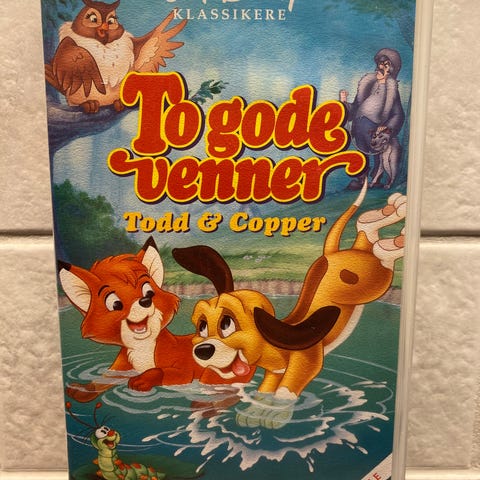 KLASSIKERE
To gode
venner
Todd & Copper